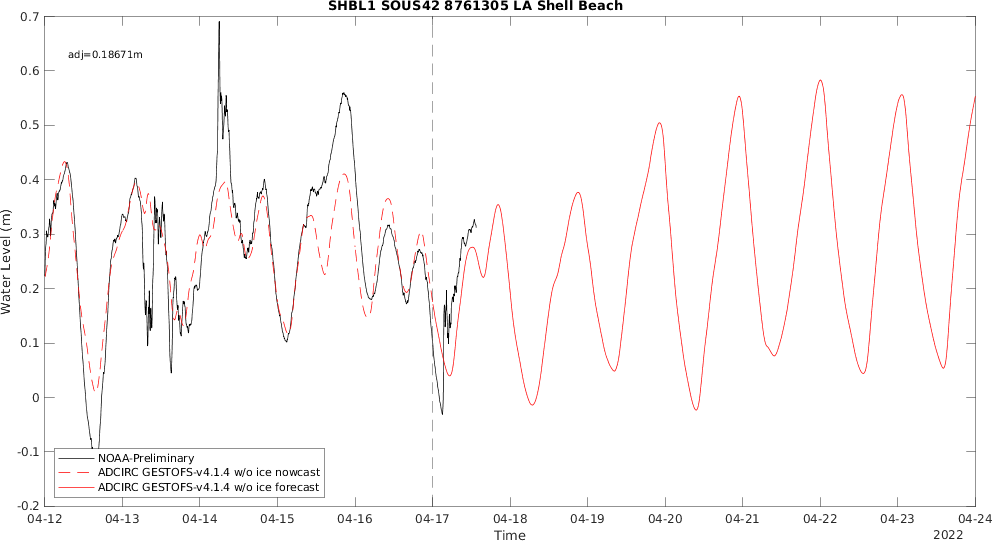 SHBL1 SOUS42 8761305 LA Shell Beach
adj=0.18671m
0.7
0.6
0.5
0.4
0.3
0.2
0.1
0
-0.1
-0.2
Water Level (m)
NOAA-Preliminary
ADCIRC GESTOFS-v4.1.4 w/o ice nowcast
ADCIRC GESTOFS-v4.1.4 w/o ice forecast
04-12 04-13 04-14 04-15 04-16 04-17 04-18 04-19 04-20 04-21 04-22 04-23 04-24
Time
2022